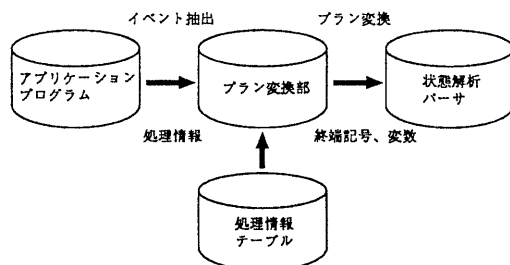 イベント抽出
プラン変換
アプリケーション
プログラム
プラン変換部
状態解析
パーサ
処理情報
終端記号、変数
処理情報
テーブル